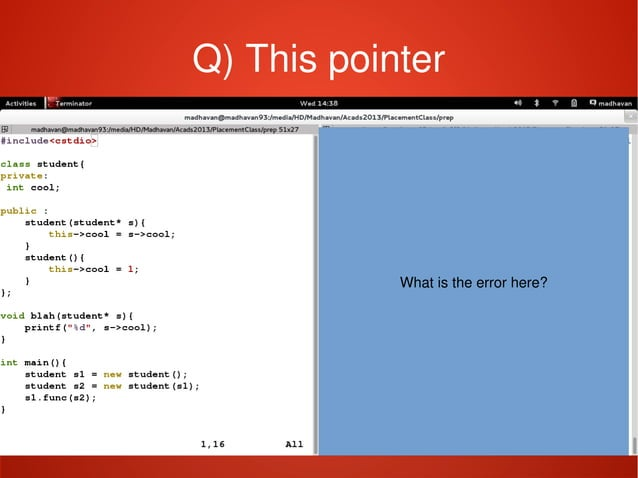 Q) This pointer
Activities Terminator Wed 14:38 madhavan
madhavan@madhavan93:/media/HD/Madhavan/Acads2013/PlacementClass/prep
madhavan@madhavan93:/media/HD/Madhavan/Acads2013/PlacementClass/prep 51x27
#include<cstdio>
class student{
private:
 int cool;
public :
    student(student* s){
        this->cool = s->cool;
    }
    student(){
        this->cool = 1;
    }
};
void blah(student* s){
    printf("%d", s->cool);
}
int main(){
    student s1 = new student();
    student s2 = new student(s1);
    s1.func(s2);
}
1,16 All
What is the error here?